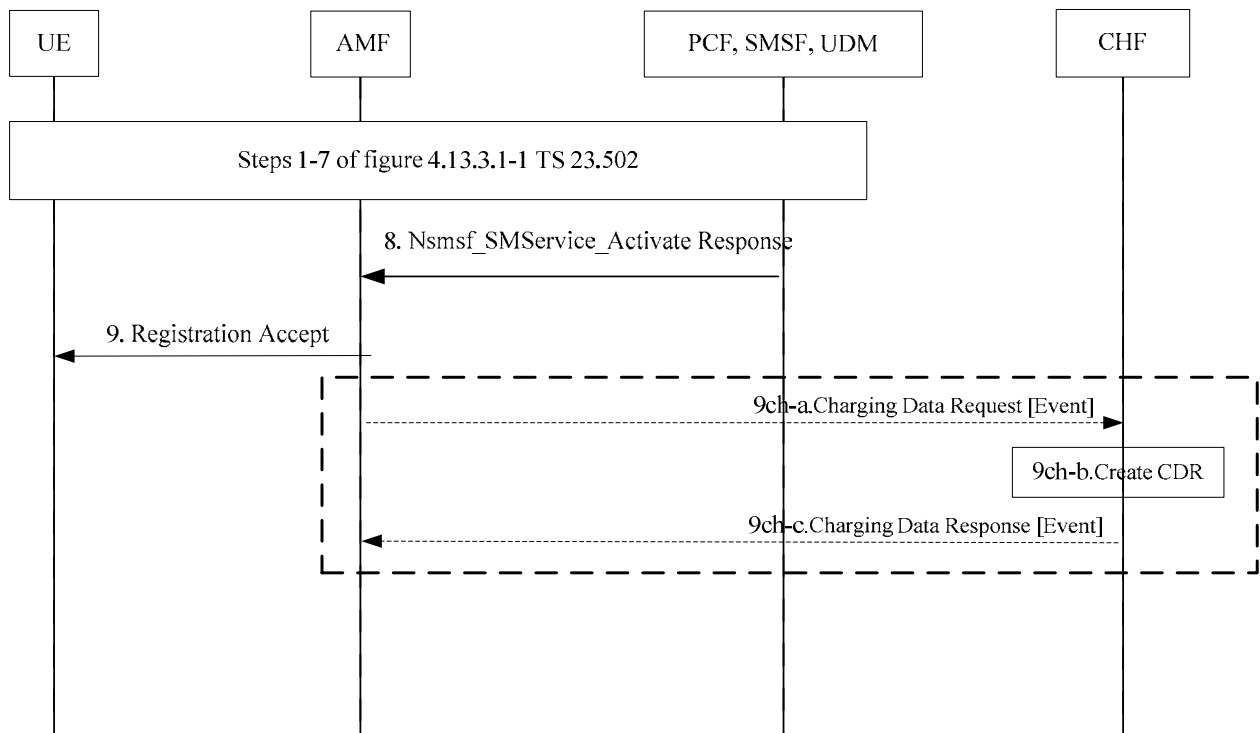 UE
AMF
PCF, SMSF, UDM
CHF
Steps 1-7 of figure 4.13.3.1-1 TS 23.502
8. Nsmsf_SMService_Activate Response
9. Registration Accept
9ch-a.Charging Data Request [Event]
9ch-b.Create CDR
9ch-c.Charging Data Response [Event]